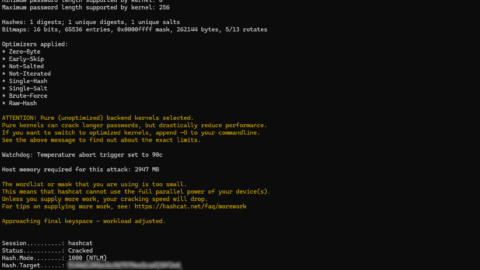 Minimum password length supported by kernel: 0
Maximum password length supported by kernel: 256
Hashes: 1 digests; 1 unique digests, 1 unique salts
Bitmaps: 16 bits, 65536 entries, 0x0000ffff mask, 262144 bytes, 5/13 rotates
Optimizers applied:
* Zero-Byte
* Early-Skip
* Not-Salted
* Not-Iterated
* Single-Hash
* Single-Salt
* Brute-Force
* Raw-Hash
ATTENTION! Pure (unoptimized) backend kernels selected.
Pure kernels can crack longer passwords, but drastically reduce performance.
If you want to switch to optimized kernels, append -O to your commandline.
See the above message to find out about the exact limits.
Watchdog: Temperature abort trigger set to 90c
Host memory required for this attack: 2947 MB
The wordlist or mask that you are using is too small.
This means that hashcat cannot use the full parallel power of your device(s).
Unless you supply more work, your cracking speed will drop.
For tips on supplying more work, see: https://hashcat.net/faq/morework
Approaching final keyspace - workload adjusted.
Session..........: hashcat
Status...........: Cracked
Hash.Mode........: 1000 (NTLM)
Hash.Target......: